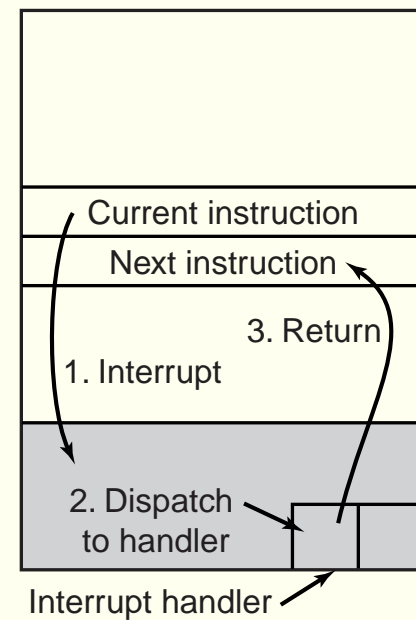 Current instruction
Next instruction
3. Return
1. Interrupt
2. Dispatch
to handler
Interrupt handler